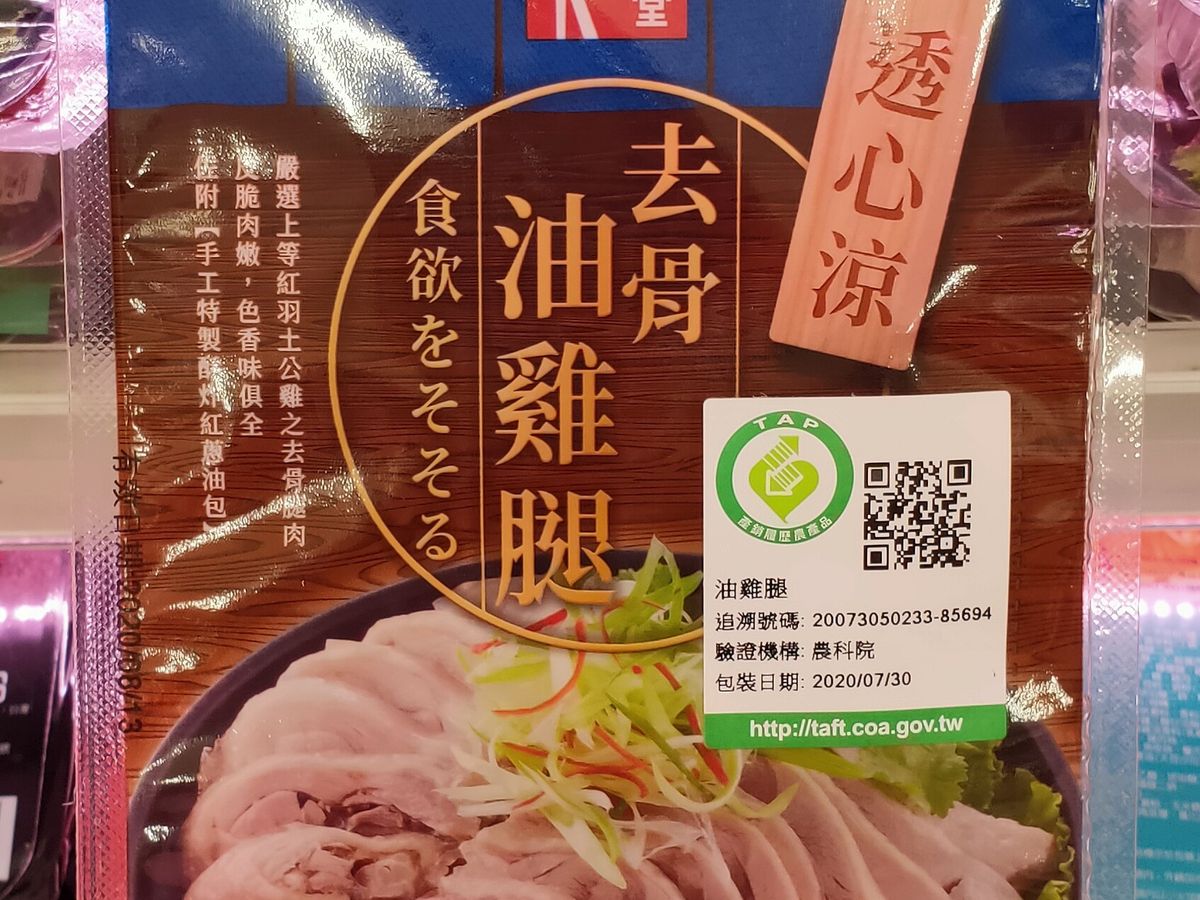 堂
透心涼
去骨
油雞腿
食欲をそそる
嚴選上等紅羽土公雞之去骨腿肉
皮脆肉嫩，色香味俱全
附【手工特製酥炸紅蔥油包】
2020/08/13
TAP
產銷履歷農產品
油雞腿
追溯號碼: 20073050233-85694
驗證機構: 農科院
包裝日期: 2020/07/30
http://taft.coa.gov.tw